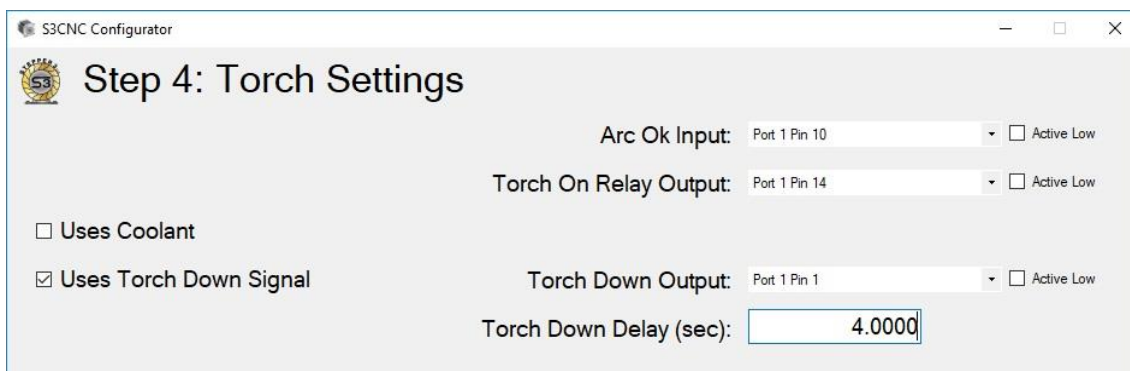 S3CNC Configurator
STEPPER3
S3
Step 4: Torch Settings
Arc Ok Input: Port 1 Pin 10 Active Low
Torch On Relay Output: Port 1 Pin 14 Active Low
Uses Coolant
Uses Torch Down Signal Torch Down Output: Port 1 Pin 1 Active Low
Torch Down Delay (sec): 4.0000